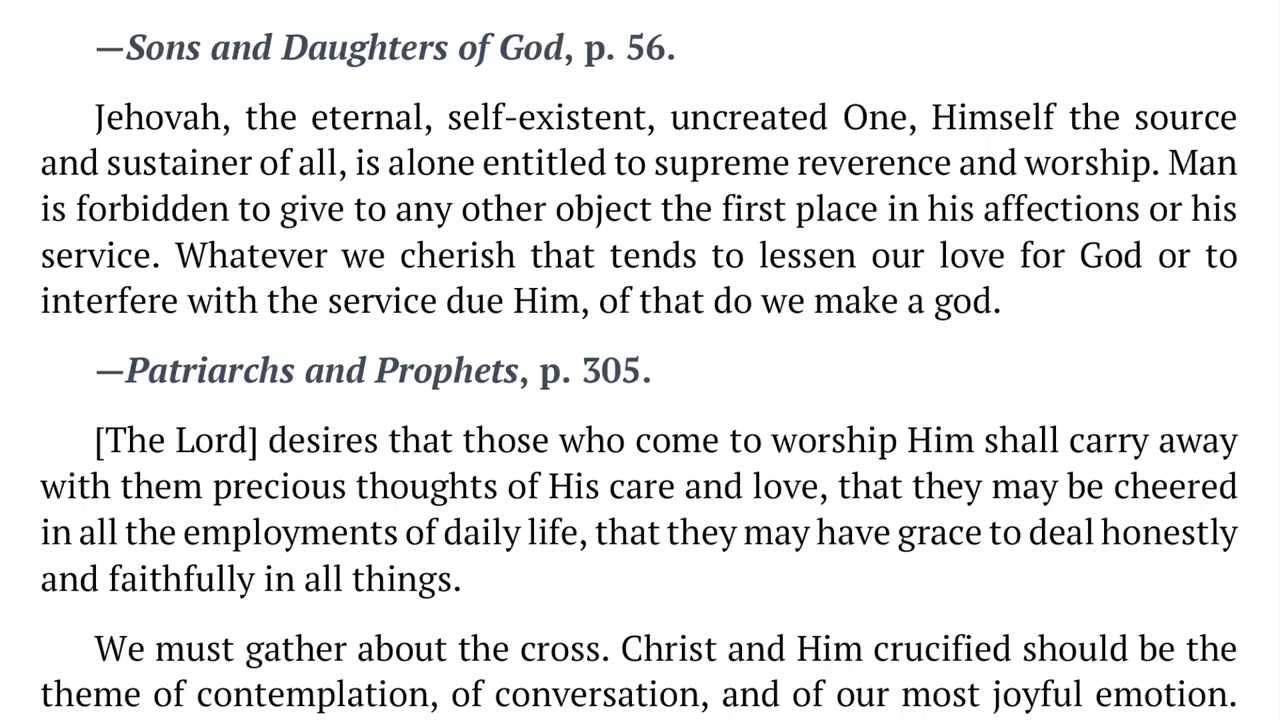 —Sons and Daughters of God, p. 56.
Jehovah, the eternal, self-existent, uncreated One, Himself the source
and sustainer of all, is alone entitled to supreme reverence and worship. Man
is forbidden to give to any other object the first place in his affections or his
service. Whatever we cherish that tends to lessen our love for God or to
interfere with the service due Him, of that do we make a god.
—Patriarchs and Prophets, p. 305.
[The Lord] desires that those who come to worship Him shall carry away
with them precious thoughts of His care and love, that they may be cheered
in all the employments of daily life, that they may have grace to deal honestly
and faithfully in all things.
We must gather about the cross. Christ and Him crucified should be the
theme of contemplation, of conversation, and of our most joyful emotion.